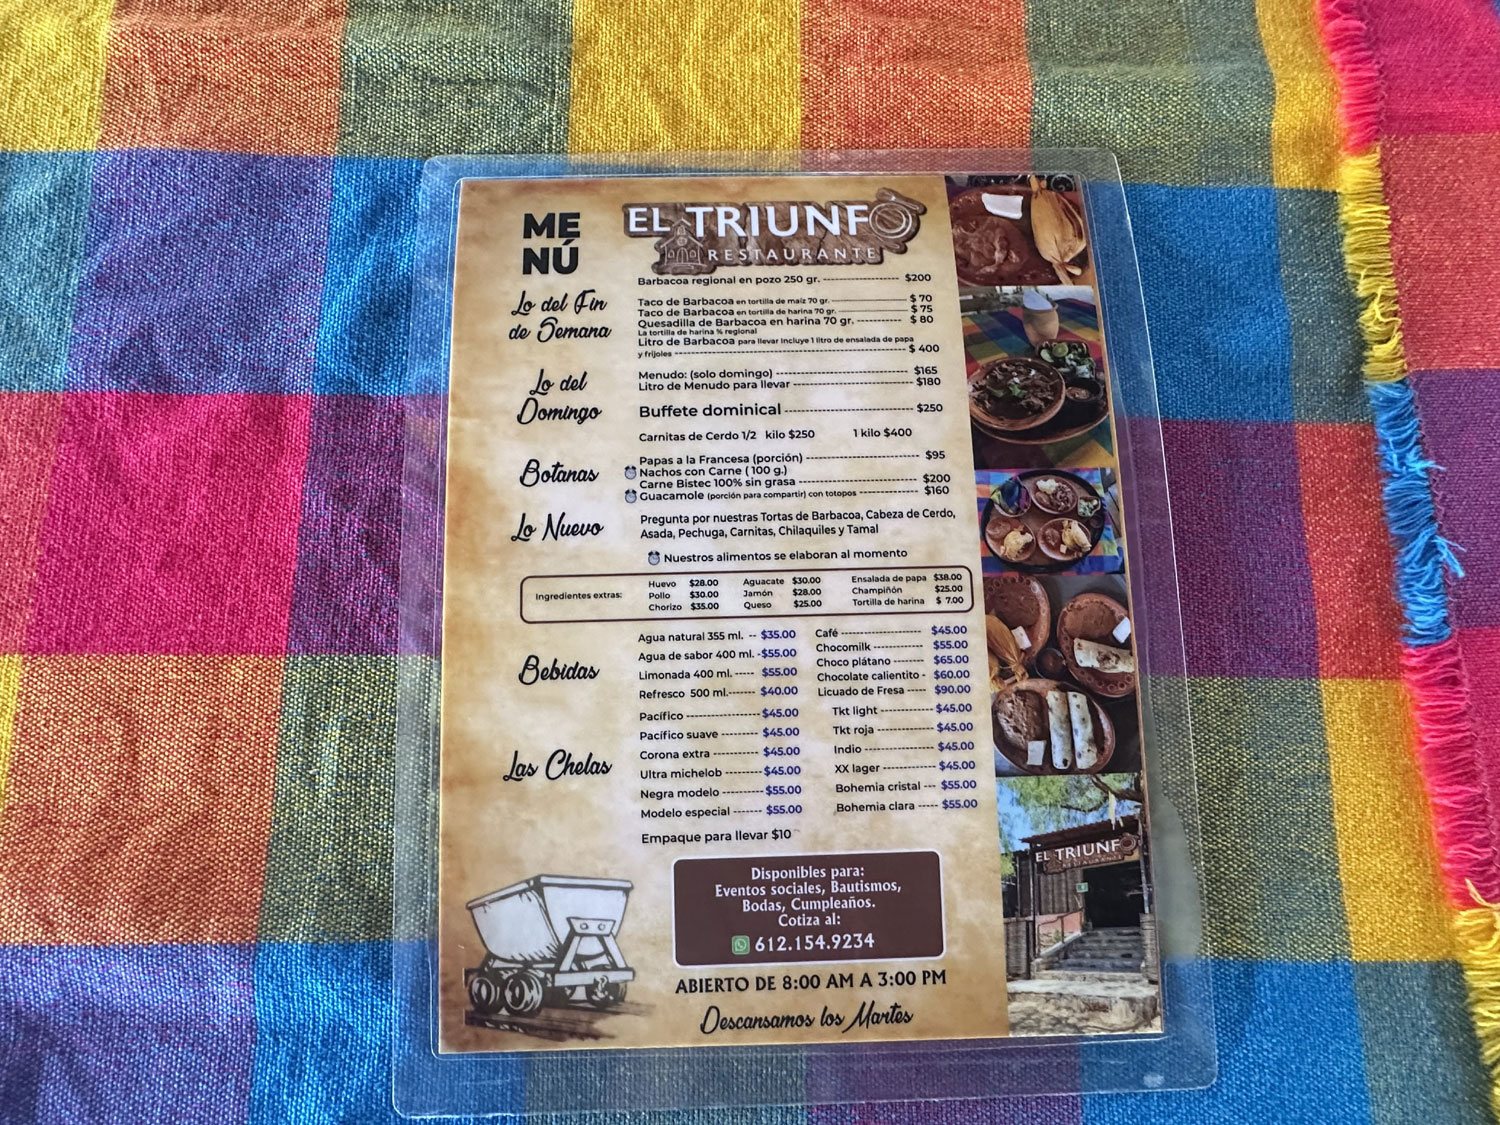 ME
NÚ
EL TRIUNFO
RESTAURANTE
Lo del Fin
de Semana
Barbacoa regional en pozo 250 gr. $200
Taco de Barbacoa en tortilla de maíz 70 gr. $ 70
Taco de Barbacoa en tortilla de harina 70 gr. $ 75
Quesadilla de Barbacoa en harina 70 gr. $ 80
La tortilla de harina % regional
Litro de Barbacoa para llevar incluye 1 litro de ensalada de papa
y frijoles $ 400
Lo del
Domingo
Menudo: (solo domingo) $165
Litro de Menudo para llevar $180
Buffete dominical $250
Carnitas de Cerdo 1/2 kilo $250 1 kilo $400
Botanas
Papas a la Francesa (porción) $95
Nachos con Carne ( 100 g.)
Carne Bistec 100% sin grasa $200
Guacamole (porción para compartir) con totopos $160
Lo Nuevo
Pregunta por nuestras Tortas de Barbacoa, Cabeza de Cerdo,
Asada, Pechuga, Carnitas, Chilaquiles y Tamal
Nuestros alimentos se elaboran al momento
Ingredientes extras:
Huevo $28.00 Aguacate $30.00 Ensalada de papa $38.00
Pollo $30.00 Jamón $28.00 Champiñón $25.00
Chorizo $35.00 Queso $25.00 Tortilla de harina $ 7.00
Bebidas
Agua natural 355 ml. -- $35.00 Café $45.00
Agua de sabor 400 ml. -$55.00 Chocomilk $55.00
Limonada 400 ml. ----- $55.00 Choco plátano $65.00
Refresco 500 ml.------- $40.00 Chocolate calientito - $60.00
Licuado de Fresa ----- $90.00
Las Chelas
Pacífico $45.00 Tkt light $45.00
Pacífico suave $45.00 Tkt roja $45.00
Corona extra $45.00 Indio $45.00
Ultra michelob $45.00 XX lager $45.00
Negra modelo $55.00 Bohemia cristal --- $55.00
Modelo especial $55.00 Bohemia clara ----- $55.00
Empaque para llevar $10
Disponibles para:
Eventos sociales, Bautismos,
Bodas, Cumpleaños.
Cotiza al:
612.154.9234
ABIERTO DE 8:00 AM A 3:00 PM
Descansamos los Martes
EL TRIUNFO
RESTAURANTE